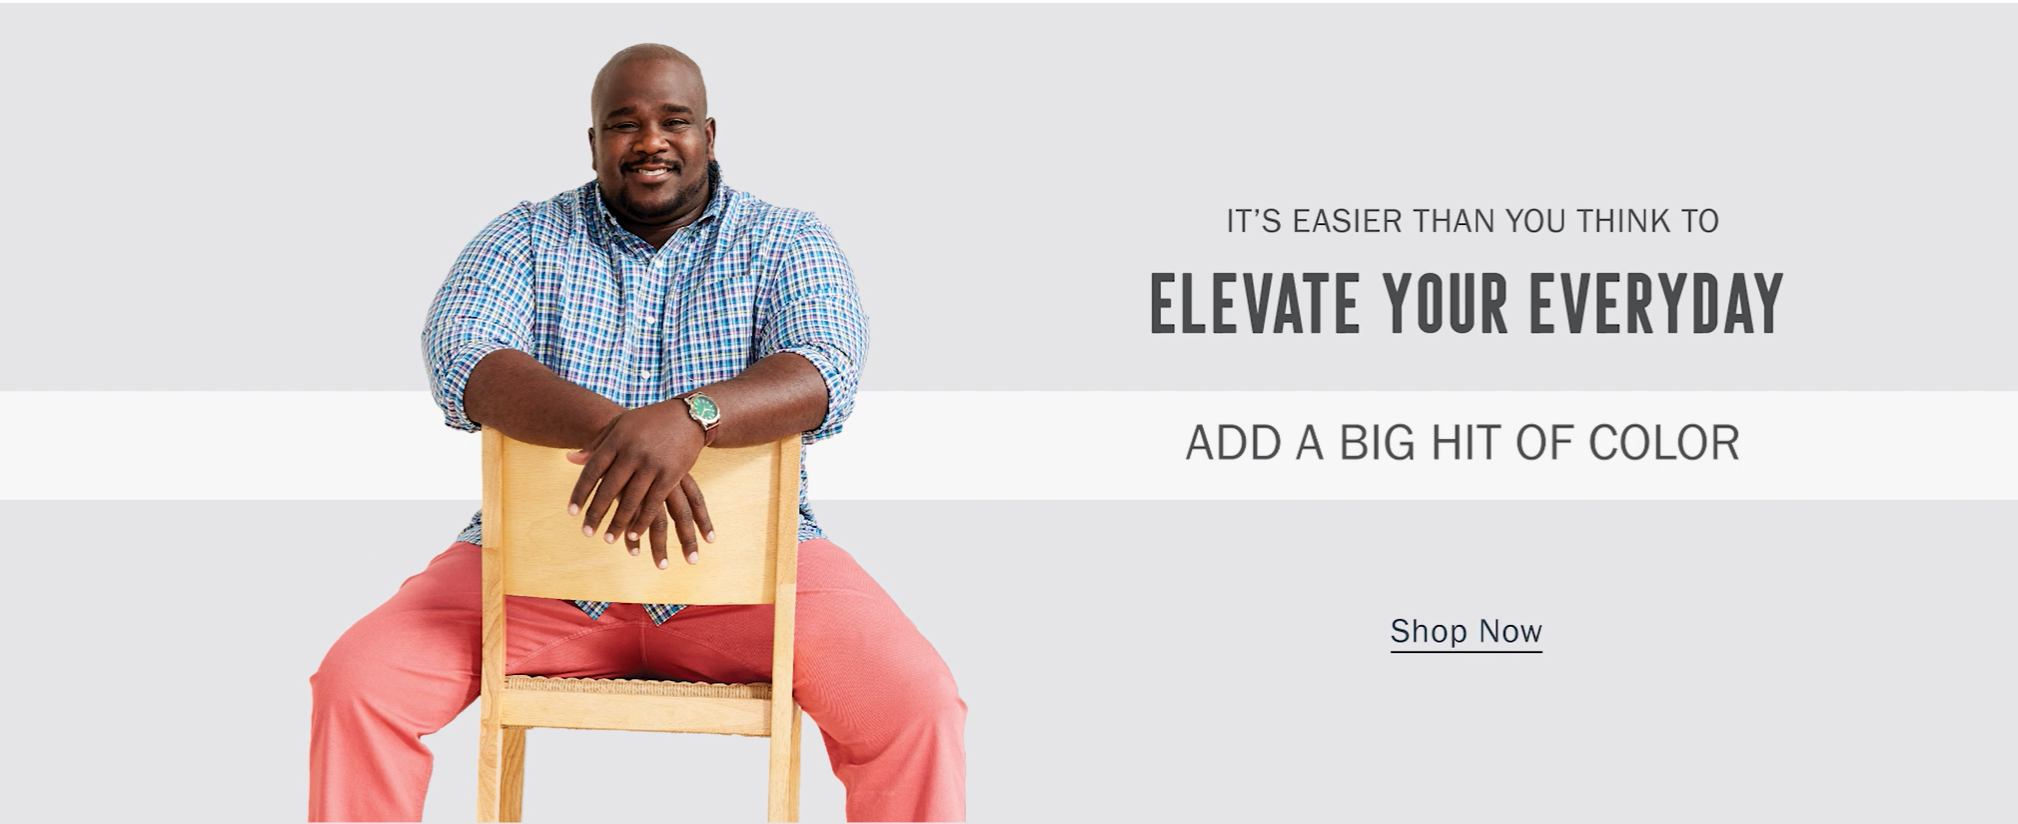 IT’S EASIER THAN YOU THINK TO
ELEVATE YOUR EVERYDAY
ADD A BIG HIT OF COLOR
Shop Now